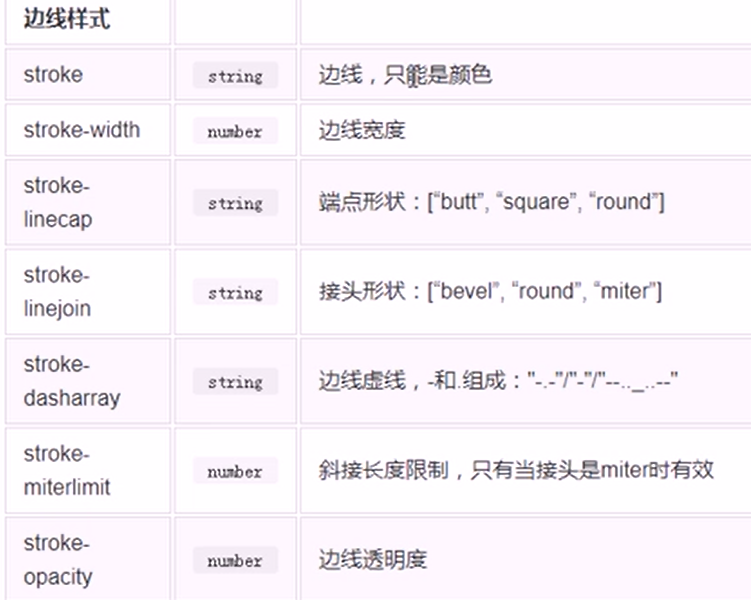 边线样式
stroke string 边线，只能是颜色
stroke-width number 边线宽度
stroke-
linecap string 端点形状：[“butt”, “square”, “round”]
stroke-
linejoin string 接头形状：[“bevel”, “round”, “miter”]
stroke-
dasharray string 边线虚线，-和.组成："-.-"/"-"/"--.._..--"
stroke-
miterlimit number 斜接长度限制，只有当接头是miter时有效
stroke-
opacity number 边线透明度